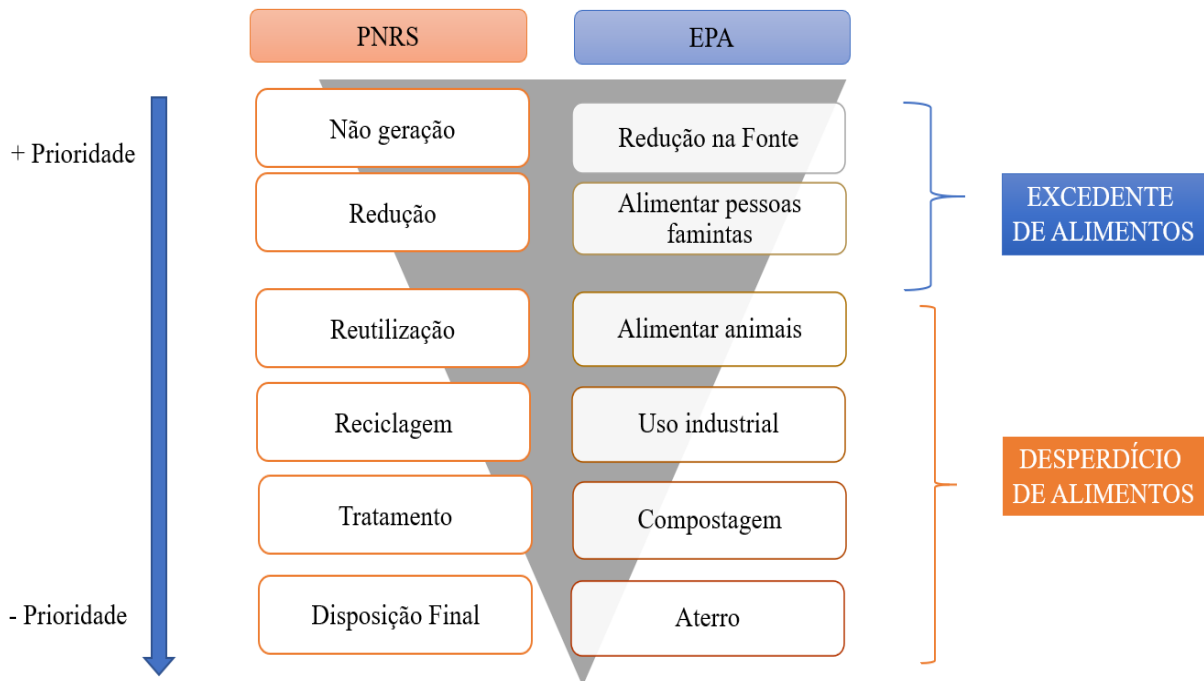 PNRS
EPA
+ Prioridade
Não geração
Redução na Fonte
Redução
Alimentar pessoas
famintas
EXCEDENTE
DE ALIMENTOS
Reutilização
Alimentar animais
Reciclagem
Uso industrial
DESPERDÍCIO
DE ALIMENTOS
Tratamento
Compostagem
- Prioridade
Disposição Final
Aterro